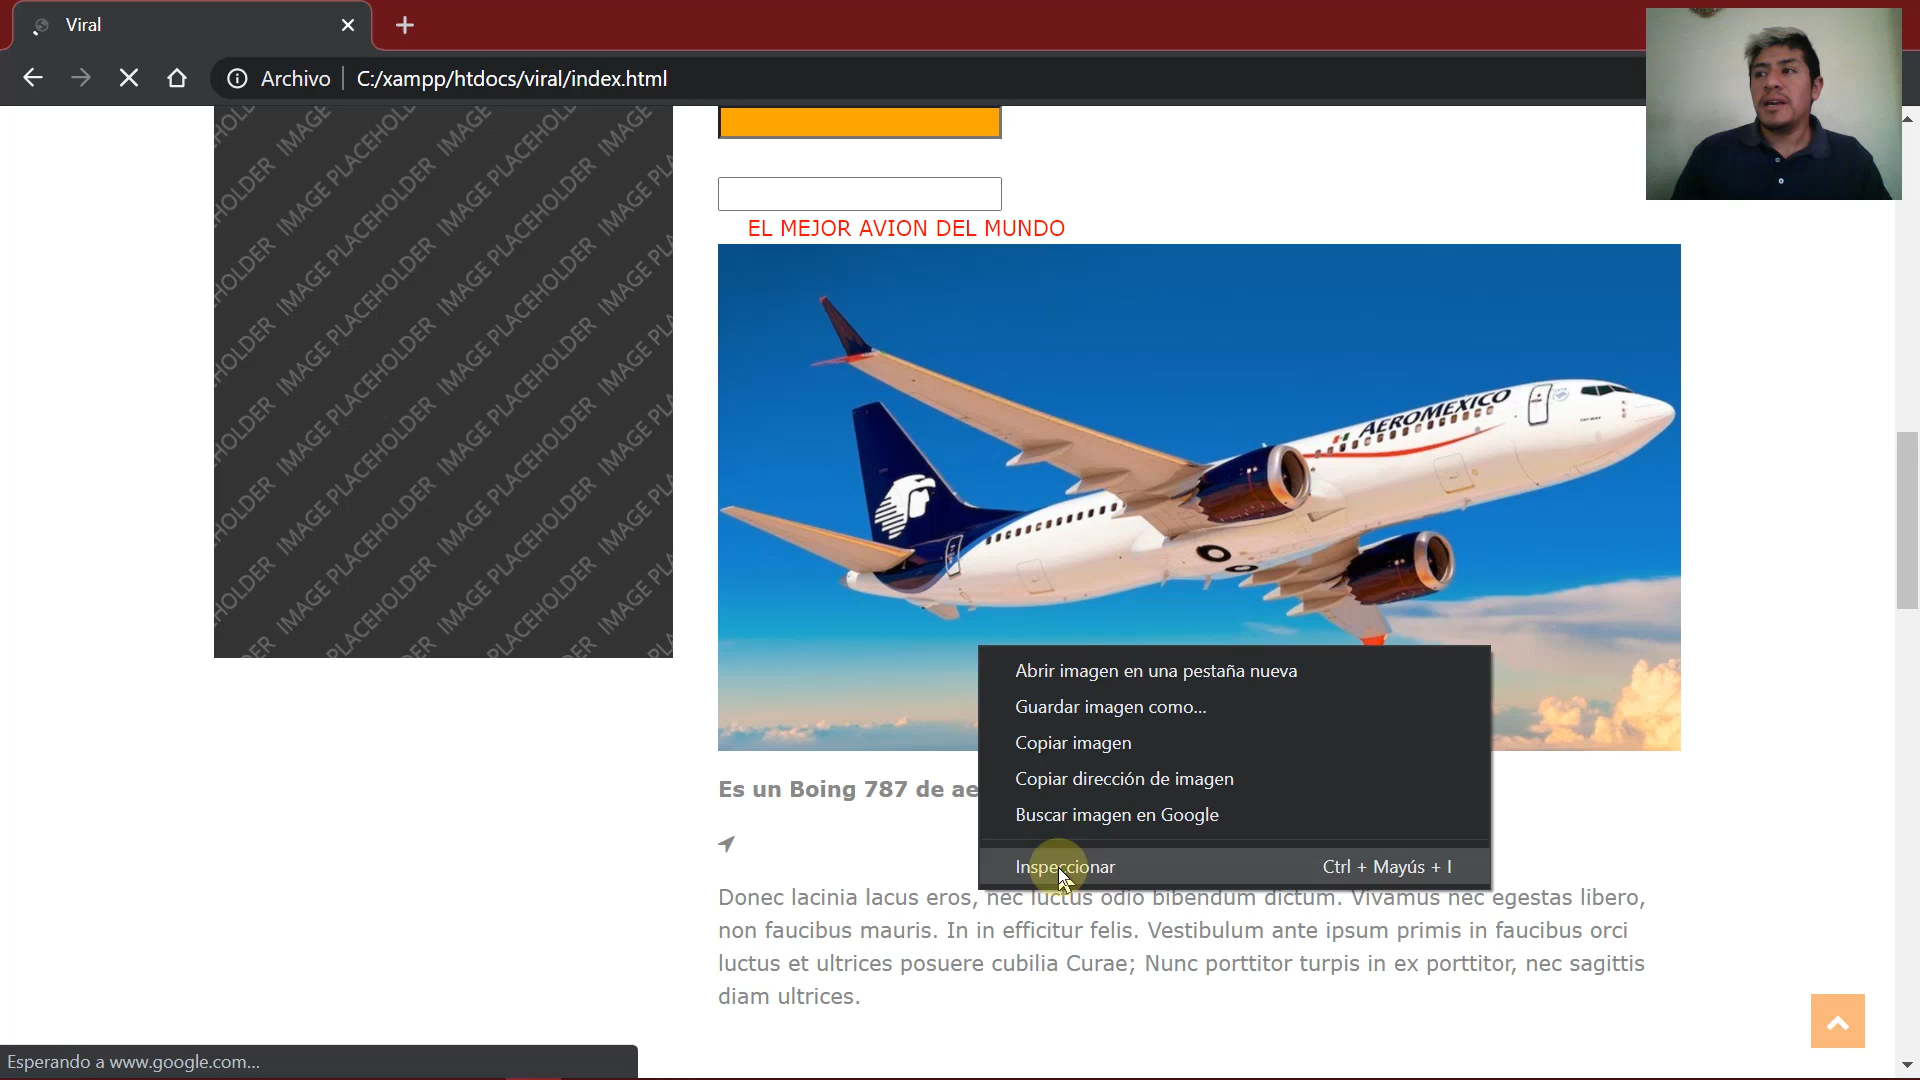 Viral
Archivo
C:/xampp/htdocs/viral/index.html
IMAGE PLACEHOLDER
EL MEJOR AVION DEL MUNDO
AEROMEXICO
Es un Boing 787 de ae
Abrir imagen en una pestaña nueva
Guardar imagen como...
Copiar imagen
Copiar dirección de imagen
Buscar imagen en Google
Inspeccionar Ctrl + Mayús + I
Donec lacinia lacus eros, nec luctus odio bibendum dictum. Vivamus nec egestas libero,
non faucibus mauris. In in efficitur felis. Vestibulum ante ipsum primis in faucibus orci
luctus et ultrices posuere cubilia Curae; Nunc porttitor turpis in ex porttitor, nec sagittis
diam ultrices.
Esperando a www.google.com...